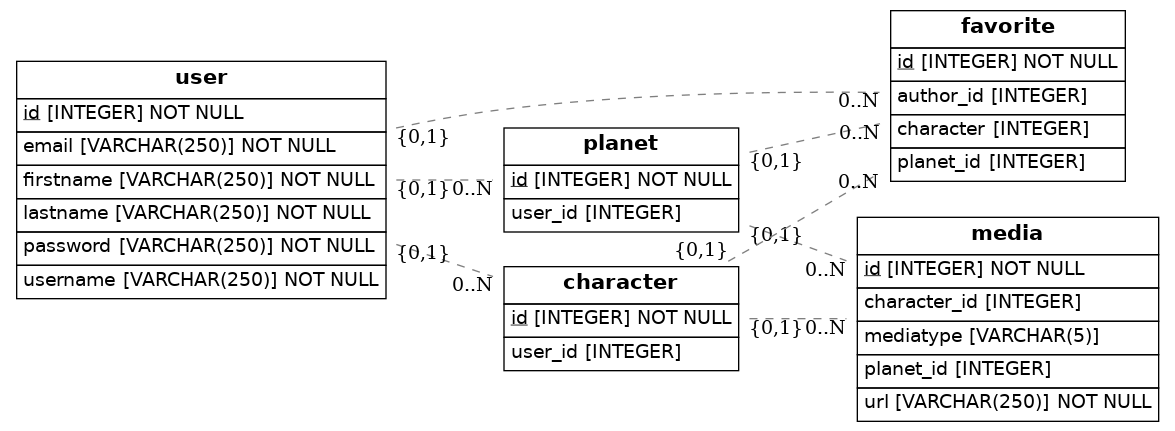 user
id [INTEGER] NOT NULL
email [VARCHAR(250)] NOT NULL
firstname [VARCHAR(250)] NOT NULL
lastname [VARCHAR(250)] NOT NULL
password [VARCHAR(250)] NOT NULL
username [VARCHAR(250)] NOT NULL
{0,1}
{0,1}
{0,1}
0..N
0..N
planet
id [INTEGER] NOT NULL
user_id [INTEGER]
{0,1}
{0,1}
{0,1}
character
id [INTEGER] NOT NULL
user_id [INTEGER]
{0,1}
0..N
0..N
0..N
0..N
0..N
favorite
id [INTEGER] NOT NULL
author_id [INTEGER]
character [INTEGER]
planet_id [INTEGER]
media
id [INTEGER] NOT NULL
character_id [INTEGER]
mediatype [VARCHAR(5)]
planet_id [INTEGER]
url [VARCHAR(250)] NOT NULL